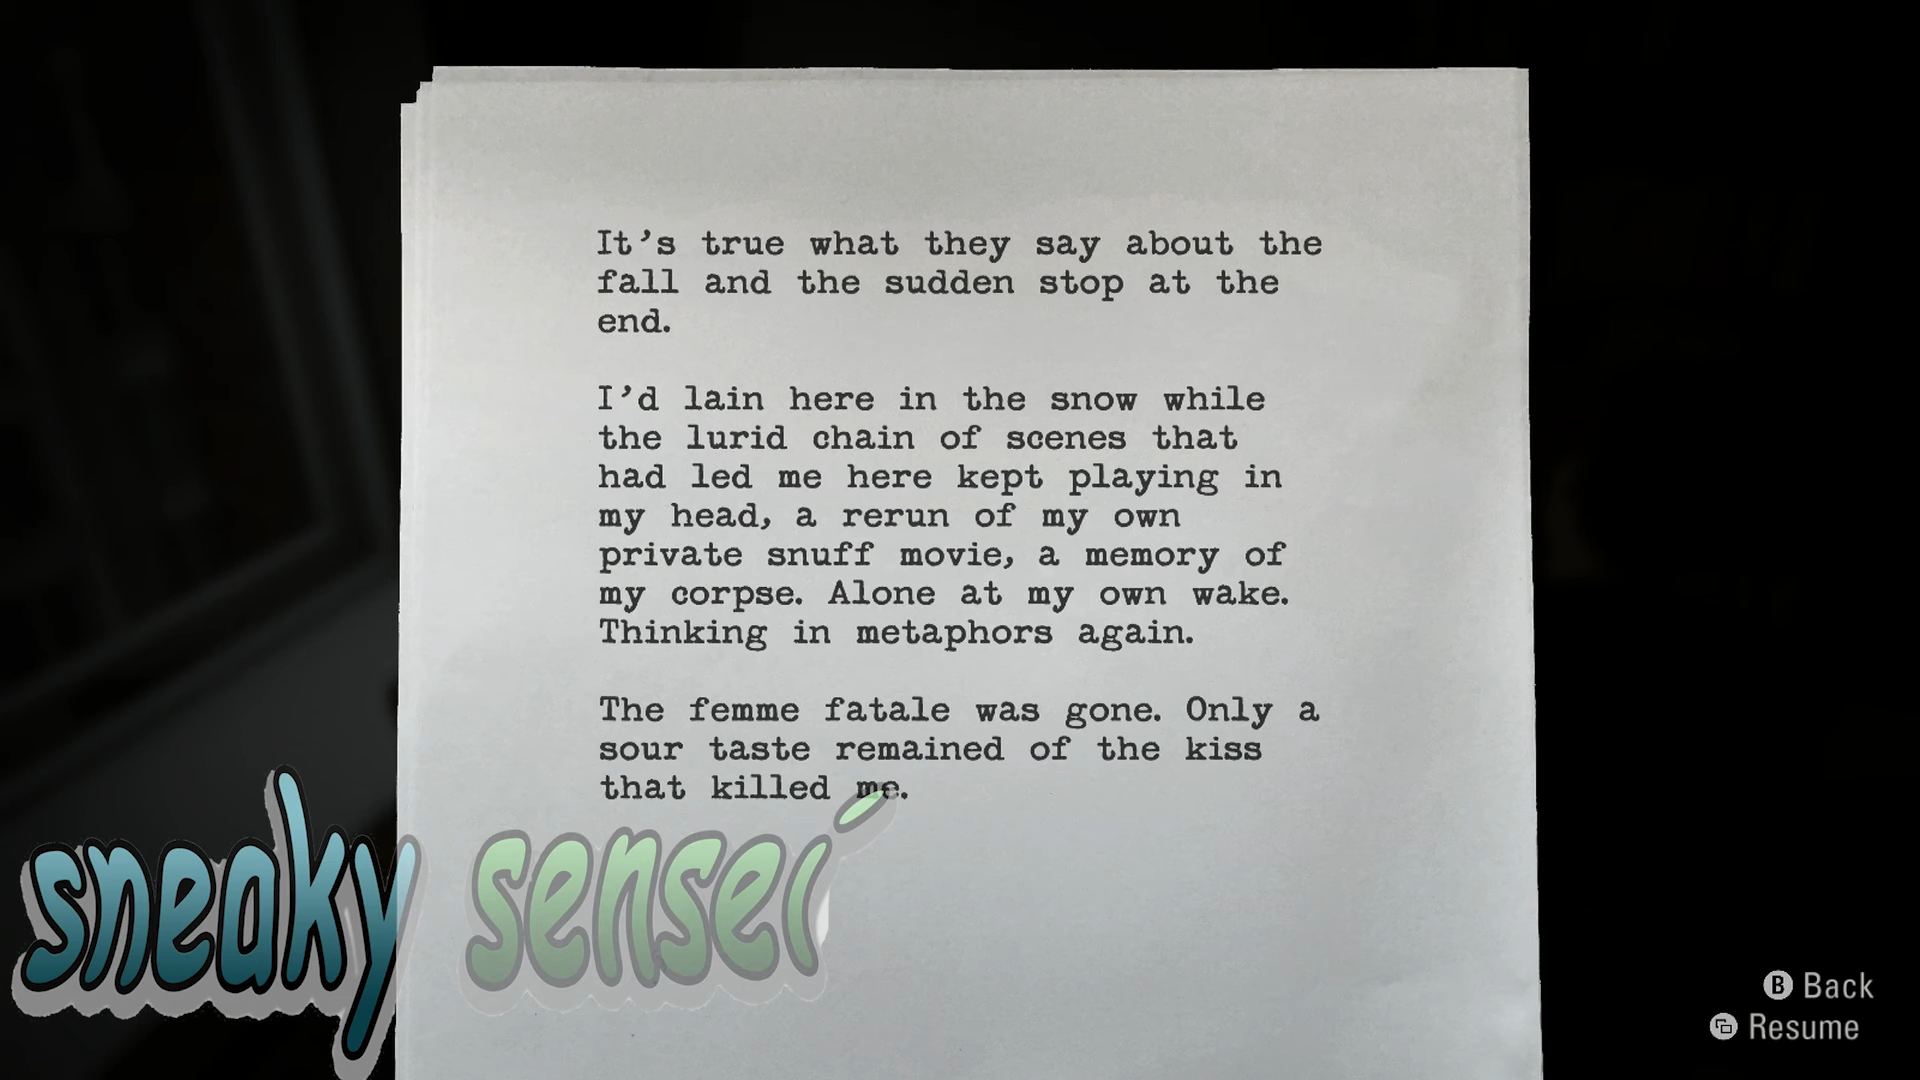 It’s true what they say about the
fall and the sudden stop at the
end.
I’d lain here in the snow while
the lurid chain of scenes that
had led me here kept playing in
my head, a rerun of my own
private snuff movie, a memory of
my corpse. Alone at my own wake.
Thinking in metaphors again.
The femme fatale was gone. Only a
sour taste remained of the kiss
that killed me.
sneaky sensei
B Back
Resume